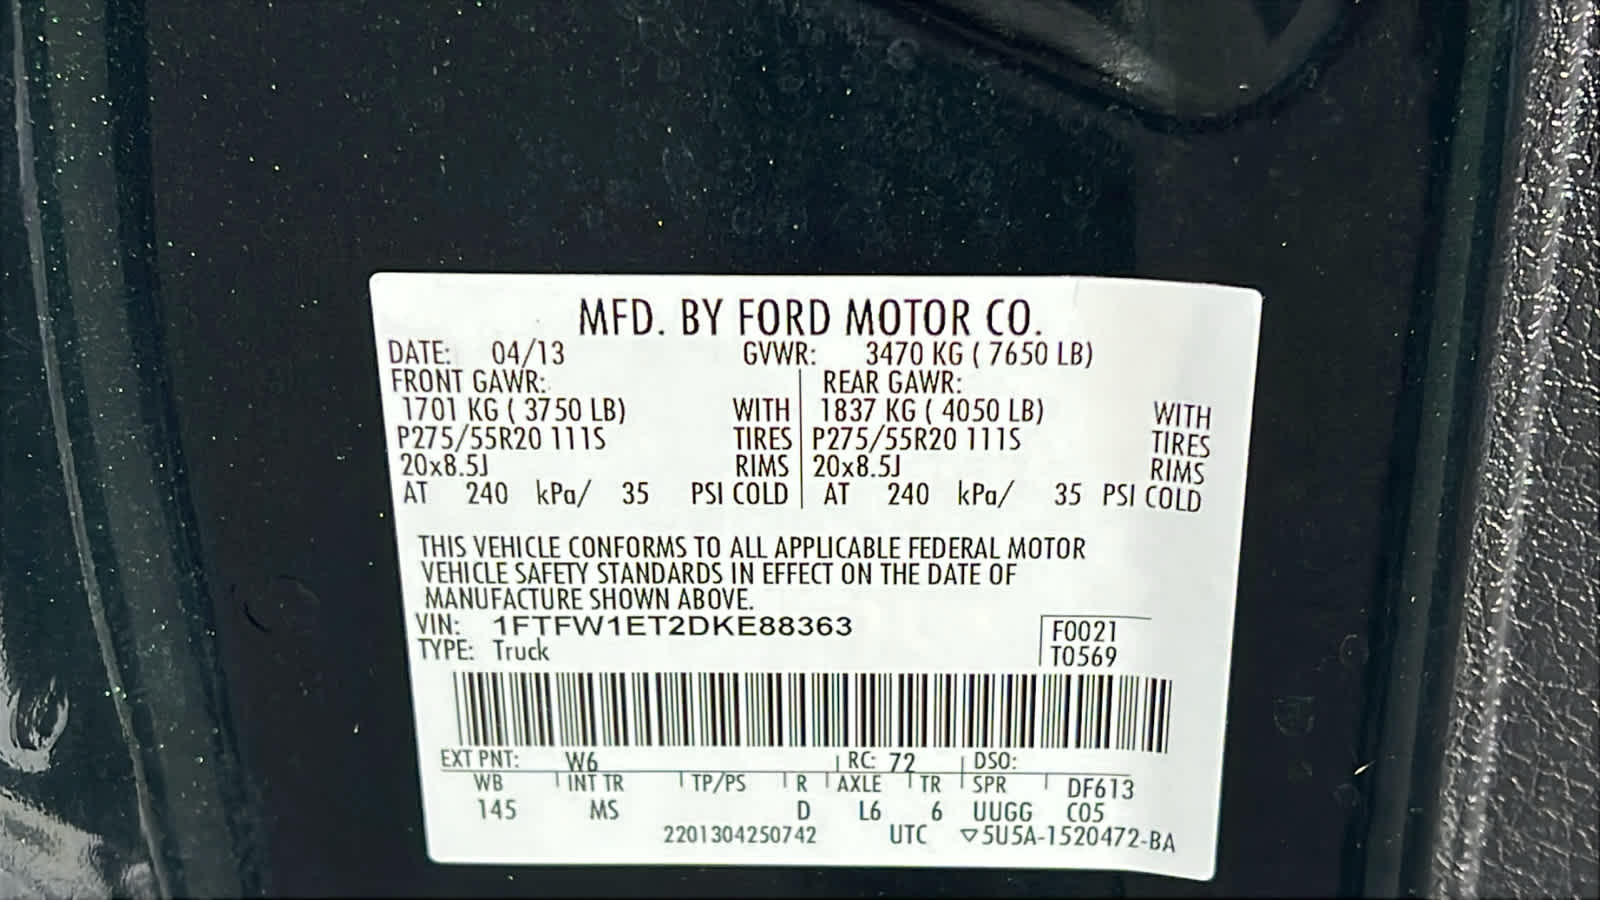 MFD. BY FORD MOTOR CO.
DATE: 04/13 GVWR: 3470 KG ( 7650 LB)
FRONT GAWR: REAR GAWR:
1701 KG ( 3750 LB) WITH 1837 KG ( 4050 LB) WITH
P275/55R20 111S TIRES P275/55R20 111S TIRES
20x8.5J RIMS 20x8.5J RIMS
AT 240 kPa/ 35 PSI COLD AT 240 kPa/ 35 PSI COLD
THIS VEHICLE CONFORMS TO ALL APPLICABLE FEDERAL MOTOR
VEHICLE SAFETY STANDARDS IN EFFECT ON THE DATE OF
MANUFACTURE SHOWN ABOVE.
VIN: 1FTFW1ET2DKE88363 F0021
TYPE: Truck T0569
EXT PNT: W6 RC: 72 DSO:
WB INT TR TP/PS R AXLE TR SPR DF613
145 MS D L6 6 UUGG C05
2201304250742 UTC ▽5U5A-1520472-BA